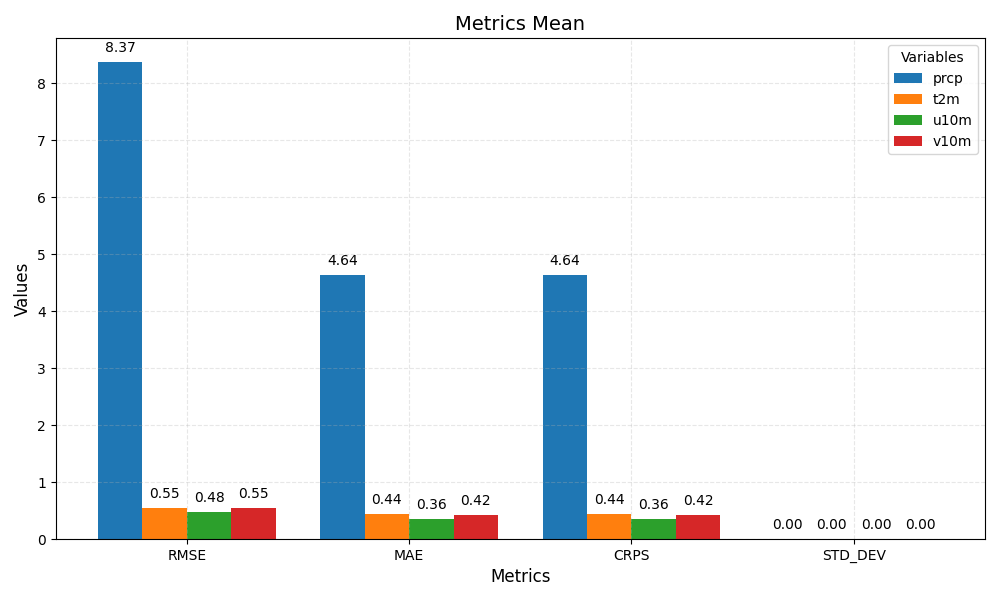 Metrics Mean
Values
8
7
6
5
4
3
2
1
0
8.37
0.55
0.48
0.55
4.64
0.44
0.36
0.42
4.64
0.44
0.36
0.42
0.00
0.00
0.00
0.00
Variables
prcp
t2m
u10m
v10m
RMSE
MAE
CRPS
STD_DEV
Metrics